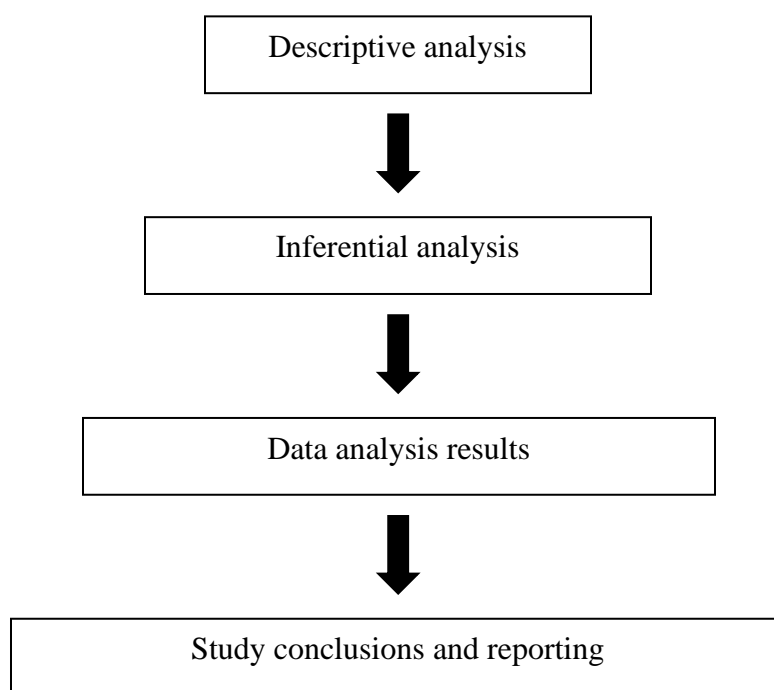 Descriptive analysis
Inferential analysis
Data analysis results
Study conclusions and reporting